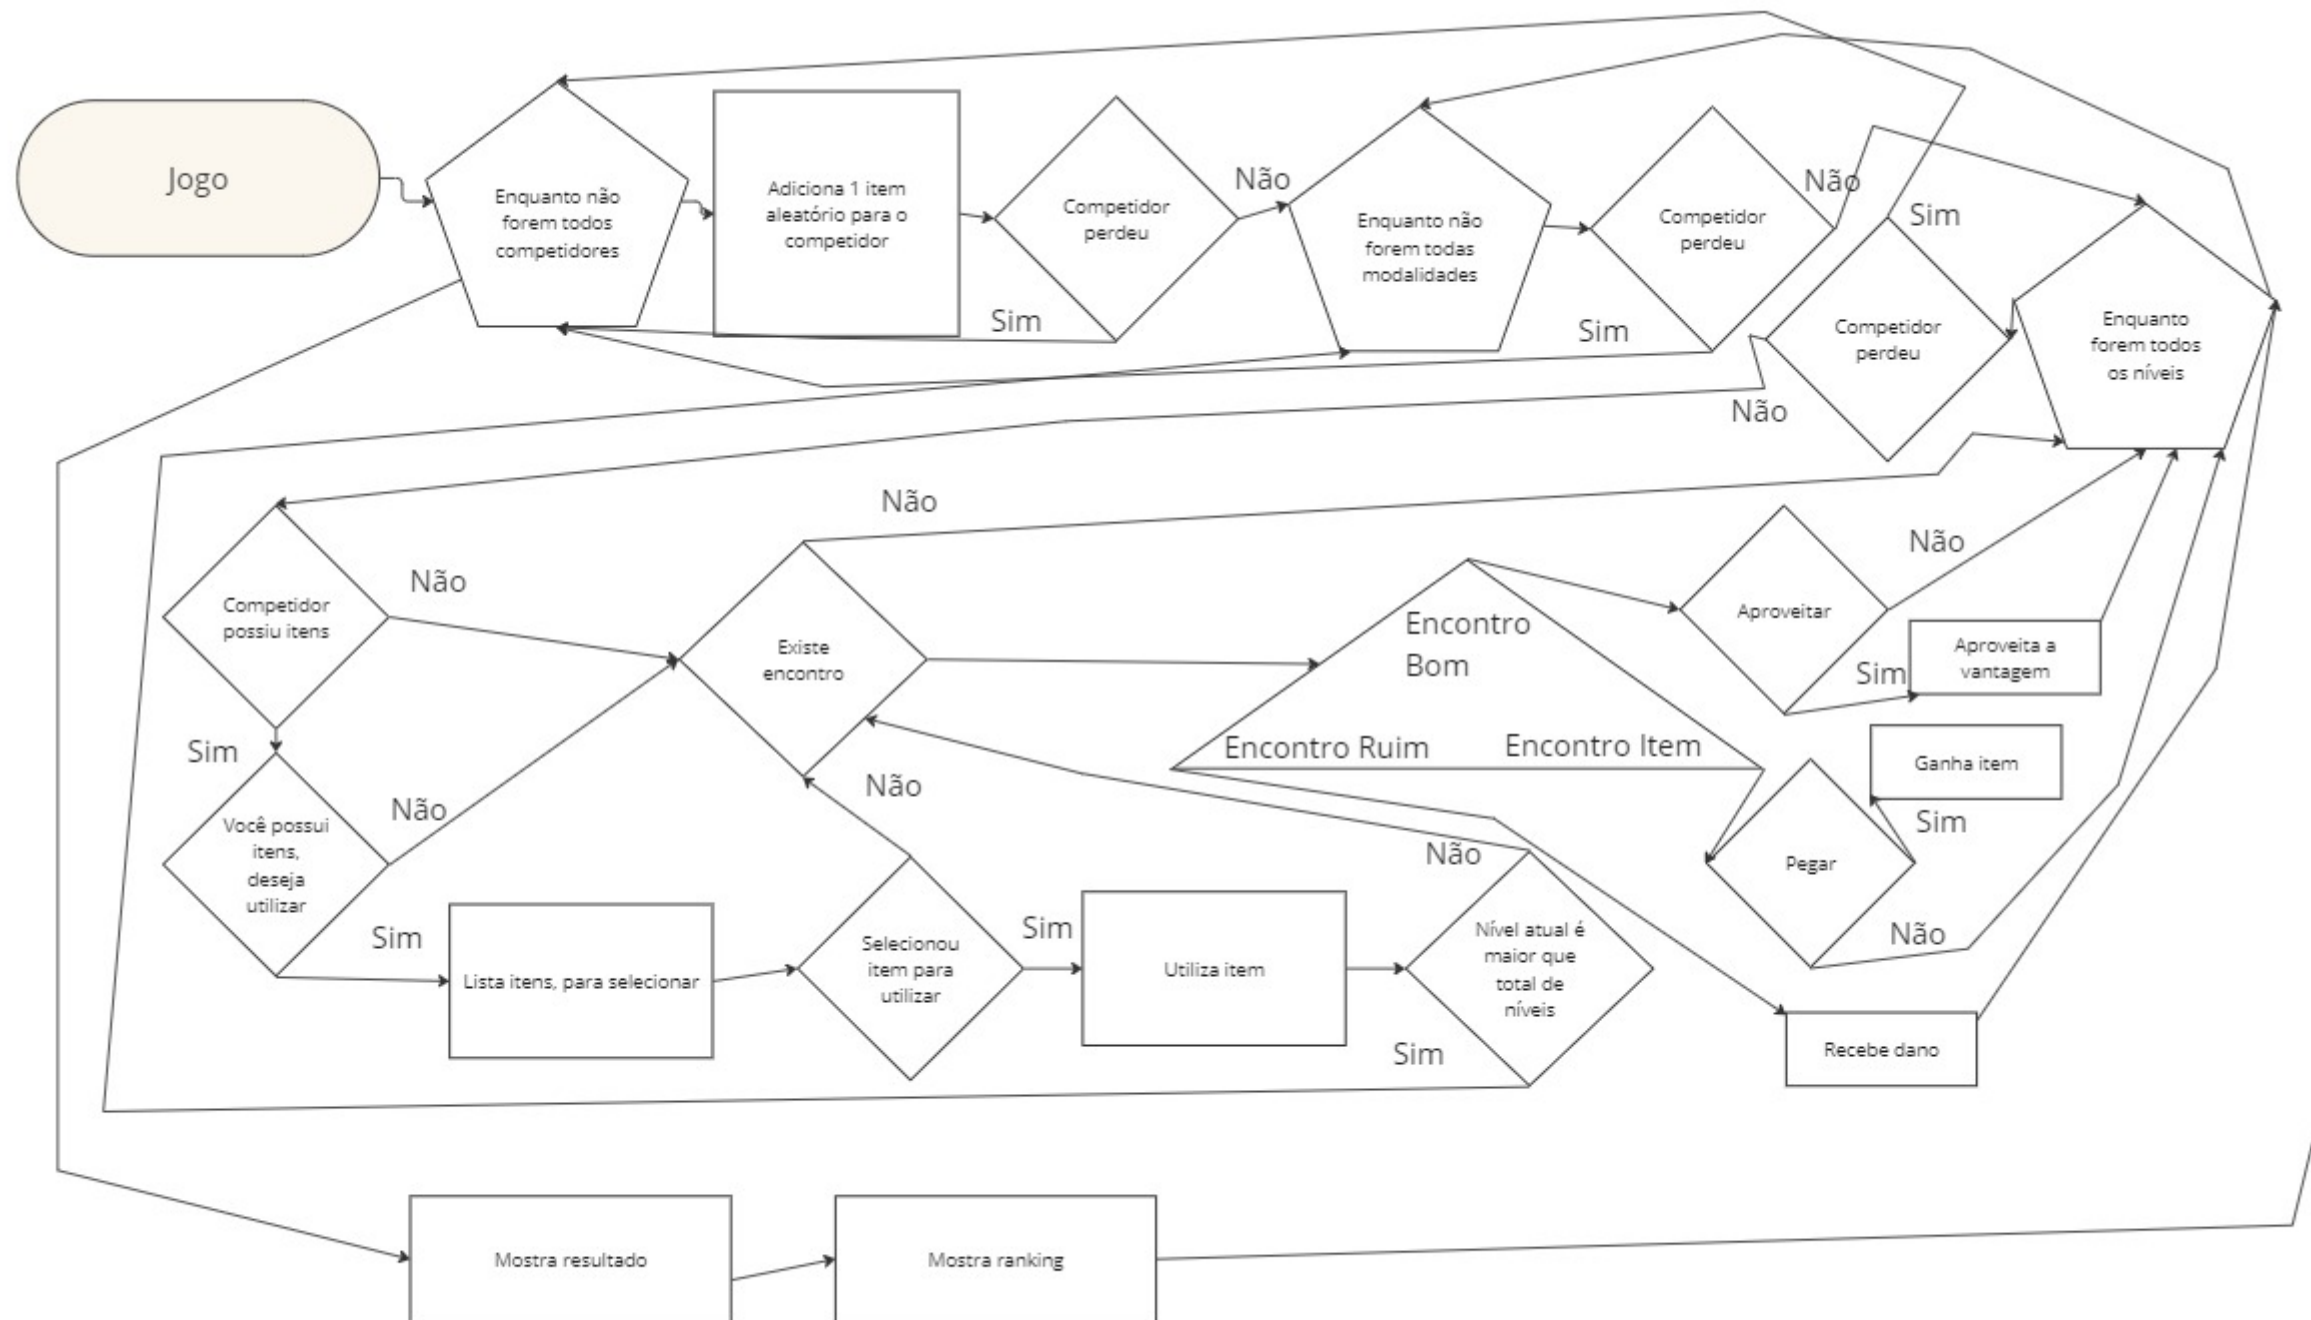 Jogo
Enquanto não
forem todos
competidores
Adiciona 1 item
aleatório para o
competidor
Competidor
perdeu
Não
Sim
Enquanto não
forem todas
modalidades
Competidor
perdeu
Não
Sim
Sim
Competidor
perdeu
Não
Enquanto
forem todos
os níveis
Não
Competidor
possiu itens
Não
Sim
Existe
encontro
Encontro
Bom
Encontro Ruim
Encontro Item
Aproveitar
Não
Sim
Aproveita a
vantagem
Ganha item
Sim
Pegar
Não
Recebe dano
Você possui
itens,
deseja
utilizar
Não
Sim
Lista itens, para selecionar
Selecionou
item para
utilizar
Não
Sim
Utiliza item
Nível atual é
maior que
total de
níveis
Não
Sim
Mostra resultado
Mostra ranking